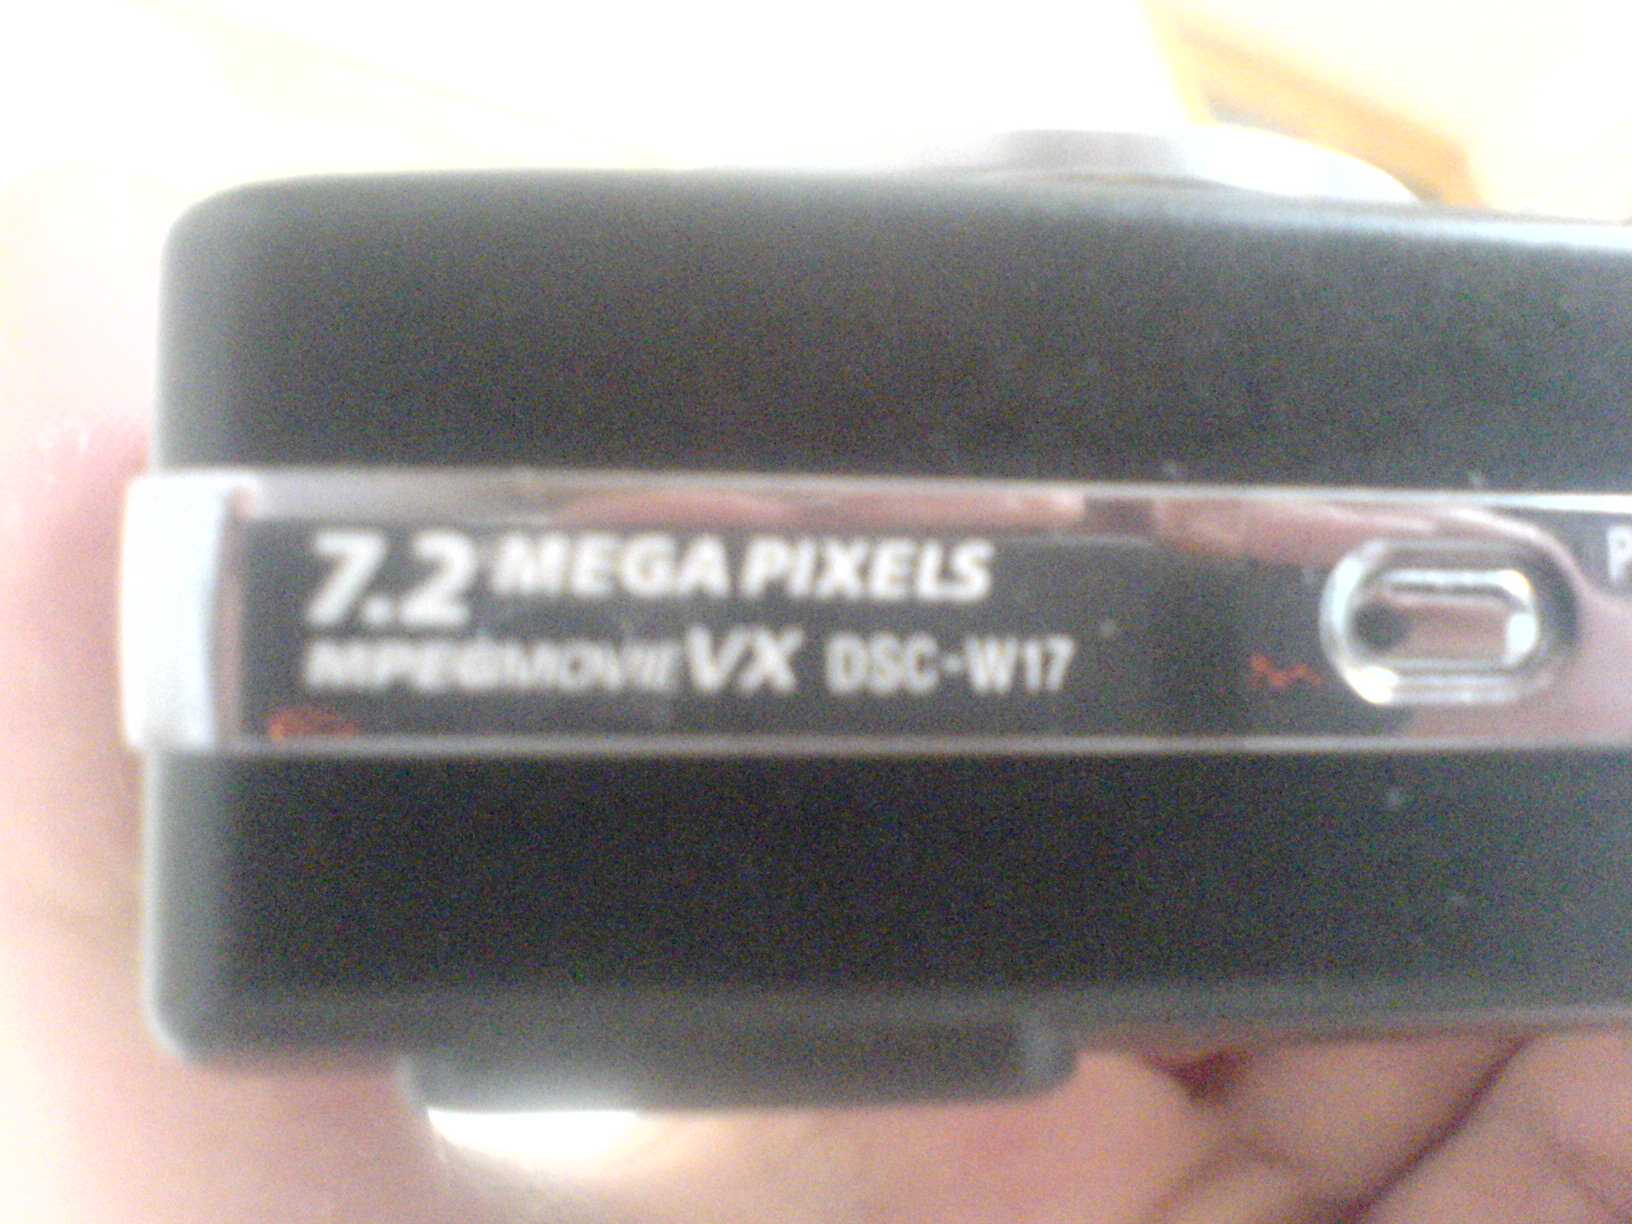 7.2 MEGA PIXELS
MPEGMOVIE VX DSC-W17
P